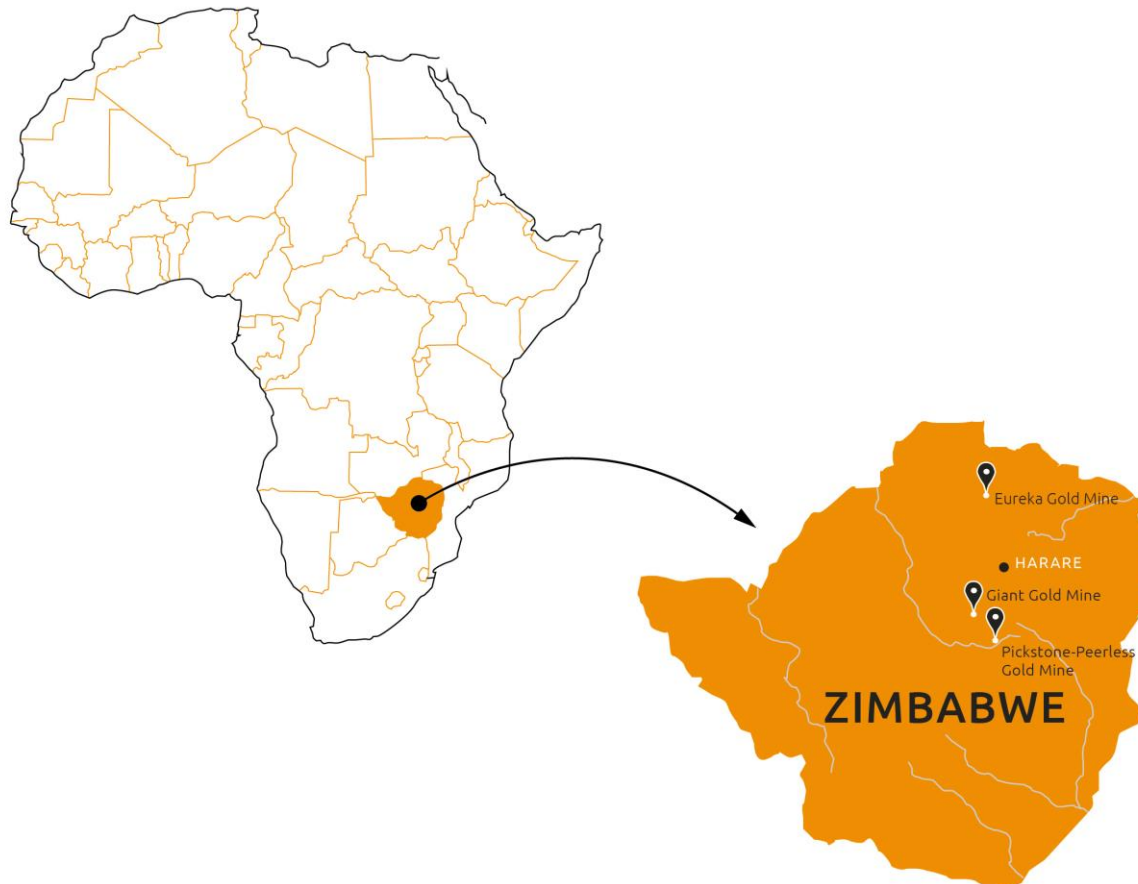 Eureka Gold Mine
HARARE
Giant Gold Mine
Pickstone-Peerless
Gold Mine
ZIMBABWE